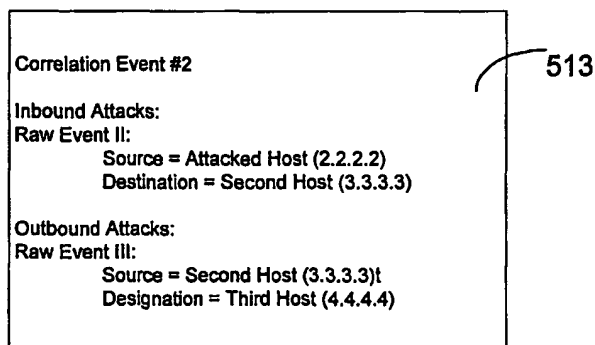 Correlation Event #2
513
Inbound Attacks:
Raw Event II:
Source = Attacked Host (2.2.2.2)
Destination = Second Host (3.3.3.3)
Outbound Attacks:
Raw Event III:
Source = Second Host (3.3.3.3)t
Designation = Third Host (4.4.4.4)